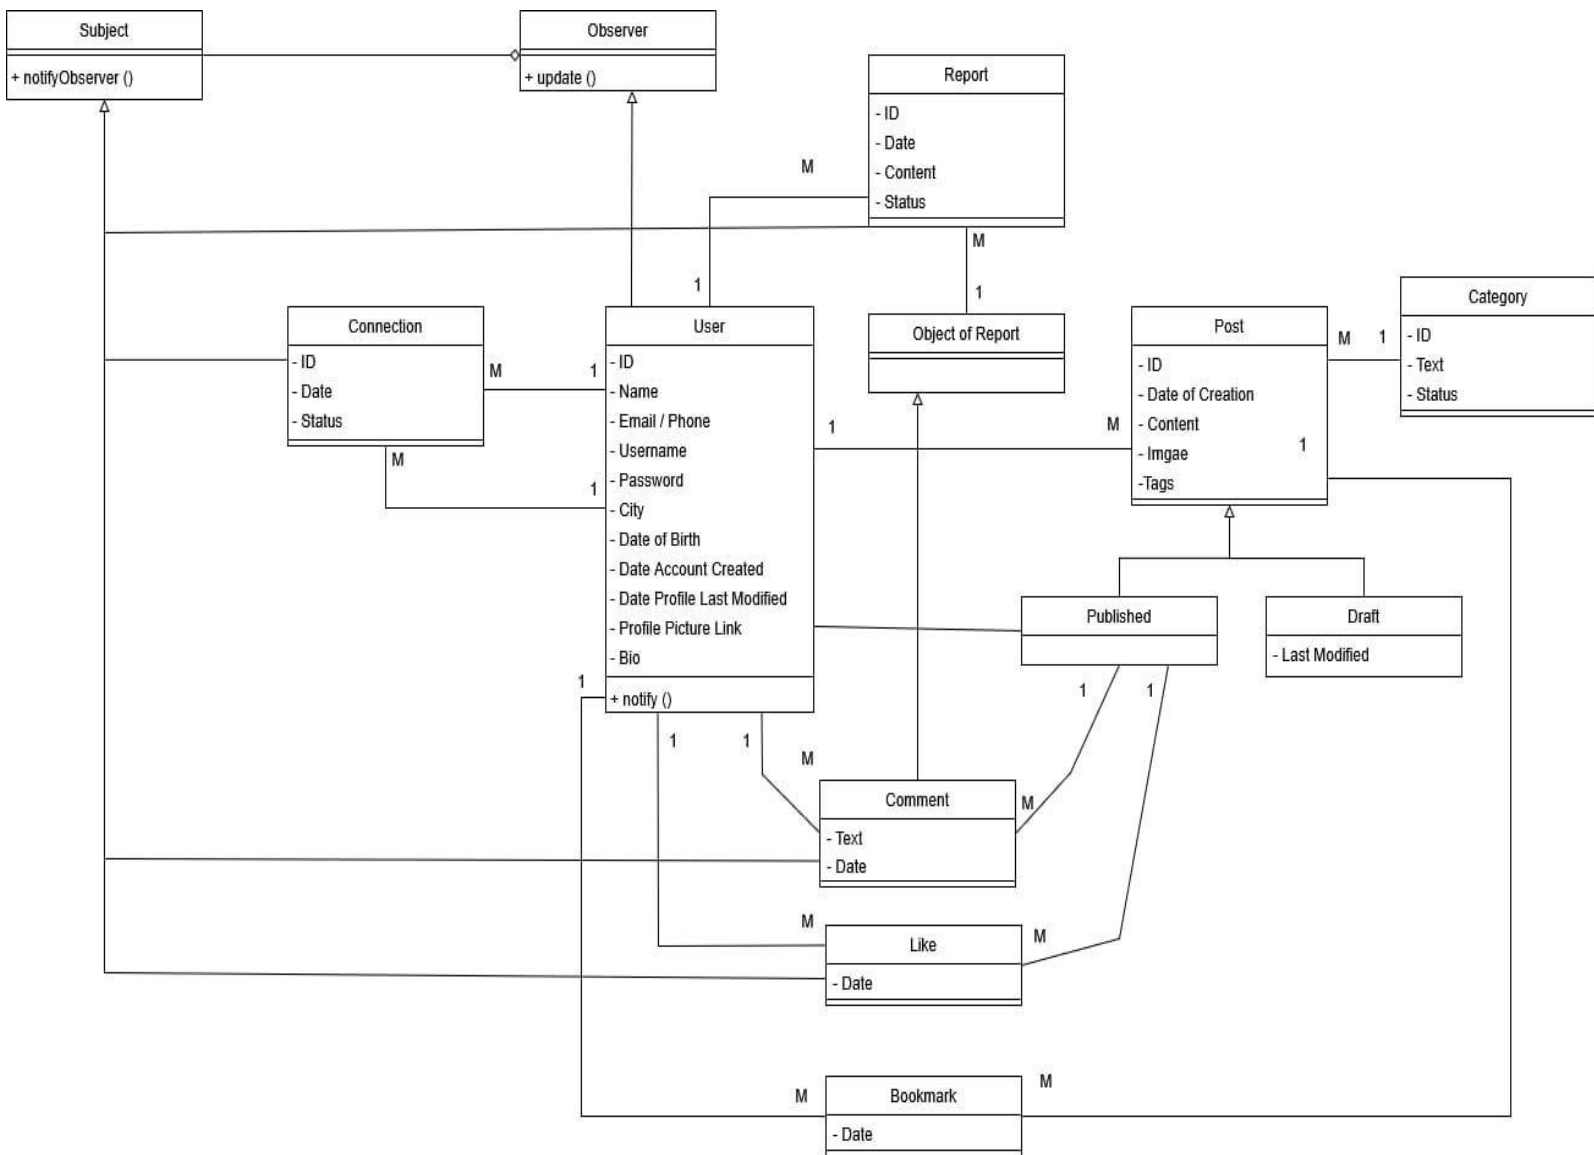 Subject
+ notifyObserver ()
Observer
+ update ()
Report
- ID
- Date
- Content
- Status
M
M
1
1
Connection
- ID
- Date
- Status
M
1
M
1
User
- ID
- Name
- Email / Phone
- Username
- Password
- City
- Date of Birth
- Date Account Created
- Date Profile Last Modified
- Profile Picture Link
- Bio
+ notify ()
Object of Report
Post
- ID
- Date of Creation
- Content
- Imgae
-Tags
1
M
1
M
1
Category
- ID
- Text
- Status
Published
Draft
- Last Modified
1
1
1
1
1
M
M
Comment
- Text
- Date
M
M
Like
- Date
M
M
Bookmark
- Date